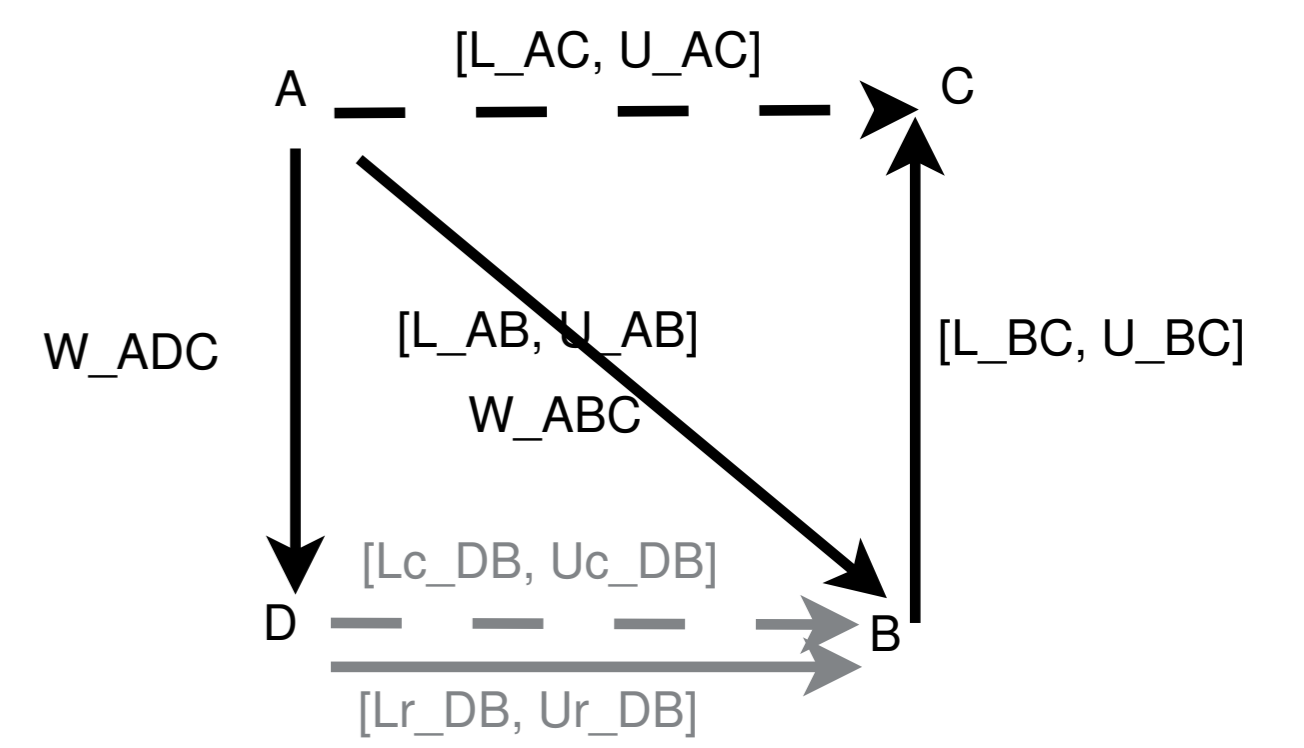 [L_AC, U_AC]
A
C
[L_AB, U_AB]
W_ADC
[L_BC, U_BC]
W_ABC
[Lc_DB, Uc_DB]
D
B
[Lr_DB, Ur_DB]